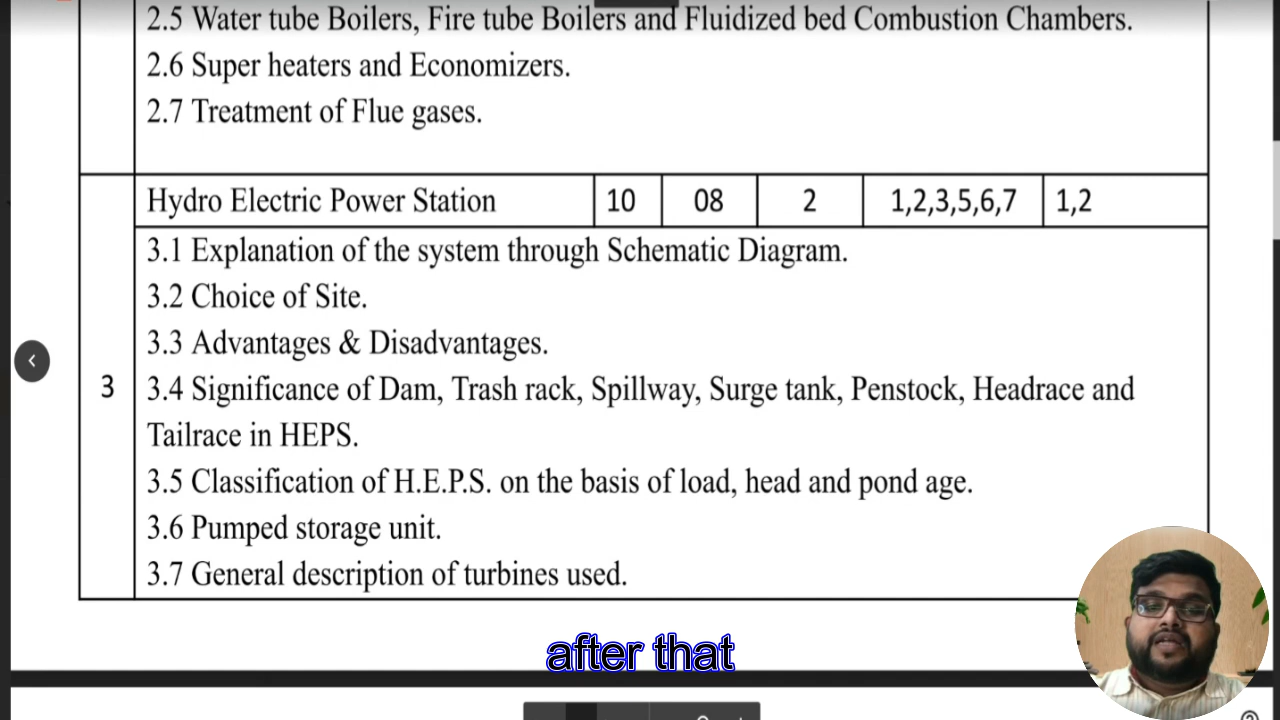 2.5 Water tube Boilers, Fire tube Boilers and Fluidized bed Combustion Chambers.
2.6 Super heaters and Economizers.
2.7 Treatment of Flue gases.
Hydro Electric Power Station 10 08 2 1,2,3,5,6,7 1,2
3.1 Explanation of the system through Schematic Diagram.
3.2 Choice of Site.
3.3 Advantages & Disadvantages.
3 3.4 Significance of Dam, Trash rack, Spillway, Surge tank, Penstock, Headrace and
Tailrace in HEPS.
3.5 Classification of H.E.P.S. on the basis of load, head and pond age.
3.6 Pumped storage unit.
3.7 General description of turbines used.
after that